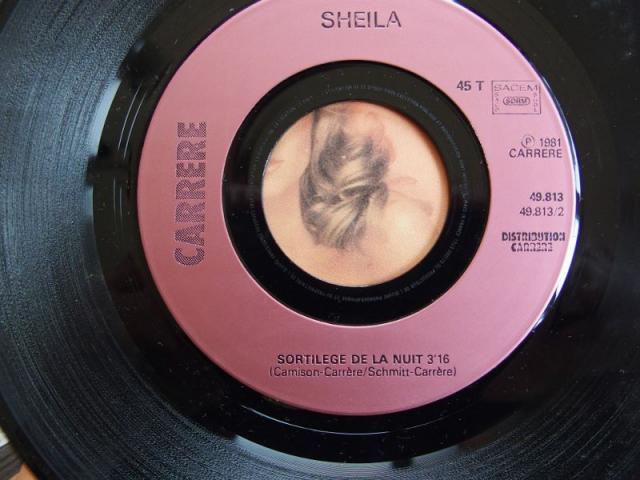 SHEILA
45 T
SACEM
SDRM
CARRERE
Ⓟ 1981
CARRERE
49.813
49.813/2
DISTRIBUTION
CARRERE
SORTILEGE DE LA NUIT 3'16
(Camison-Carrère/Schmitt-Carrère)